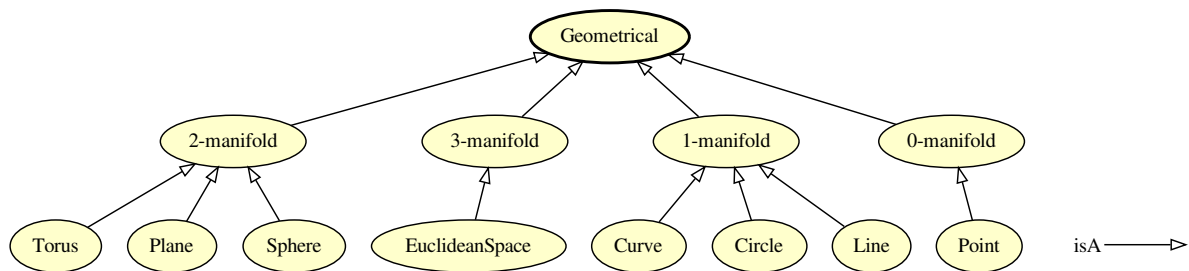 Geometrical
2-manifold 3-manifold 1-manifold 0-manifold
Torus Plane Sphere EuclideanSpace Curve Circle Line Point isA